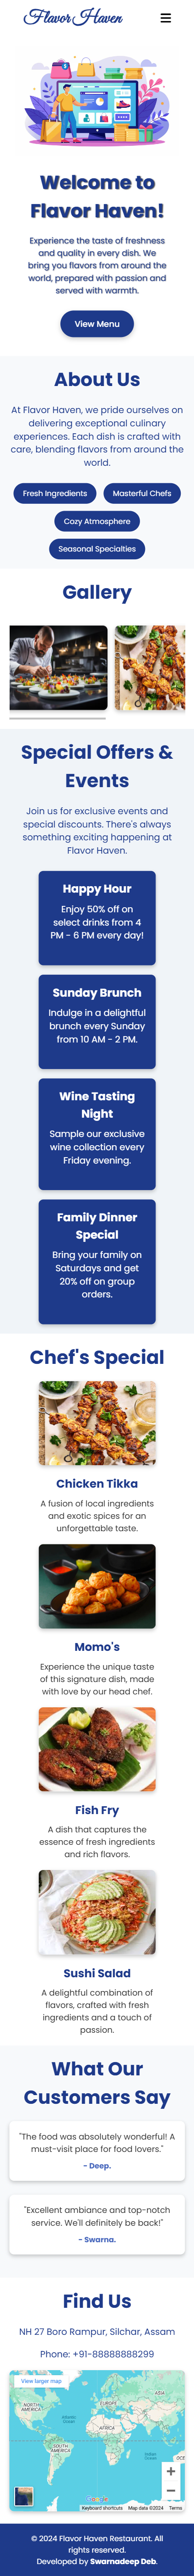 Flavor Haven
Welcome to
Flavor Haven!
Experience the taste of freshness
and quality in every dish. We
bring you flavors from around the
world, prepared with passion and
served with warmth.
View Menu
About Us
At Flavor Haven, we pride ourselves on
delivering exceptional culinary
experiences. Each dish is crafted with
care, blending flavors from around the
world.
Fresh Ingredients
Masterful Chefs
Cozy Atmosphere
Seasonal Specialties
Gallery
Special Offers &
Events
Join us for exclusive events and
special discounts. There's always
something exciting happening at
Flavor Haven.
Happy Hour
Enjoy 50% off on
select drinks from 4
PM - 6 PM every day!
Sunday Brunch
Indulge in a delightful
brunch every Sunday
from 10 AM - 2 PM.
Wine Tasting
Night
Sample our exclusive
wine collection every
Friday evening.
Family Dinner
Special
Bring your family on
Saturdays and get
20% off on group
orders.
Chef's Special
Chicken Tikka
A fusion of local ingredients
and exotic spices for an
unforgettable taste.
Momo's
Experience the unique taste
of this signature dish, made
with love by our head chef.
Fish Fry
A dish that captures the
essence of fresh ingredients
and rich flavors.
Sushi Salad
A delightful combination of
flavors, crafted with fresh
ingredients and a touch of
passion.
What Our
Customers Say
"The food was absolutely wonderful! A
must-visit place for food lovers."
- Deep.
"Excellent ambiance and top-notch
service. We'll definitely be back!"
- Swarna.
Find Us
NH 27 Boro Rampur, Silchar, Assam
Phone: +91-88888888299
View larger map
NORTH
AMERICA
EUROPE
Atlantic
Ocean
AFRICA
SOUTH
AMERICA
Indian
Ocean
OCE
Google
Keyboard shortcuts
Map data ©2024
Terms
© 2024 Flavor Haven Restaurant. All
rights reserved.
Developed by Swarnadeep Deb.